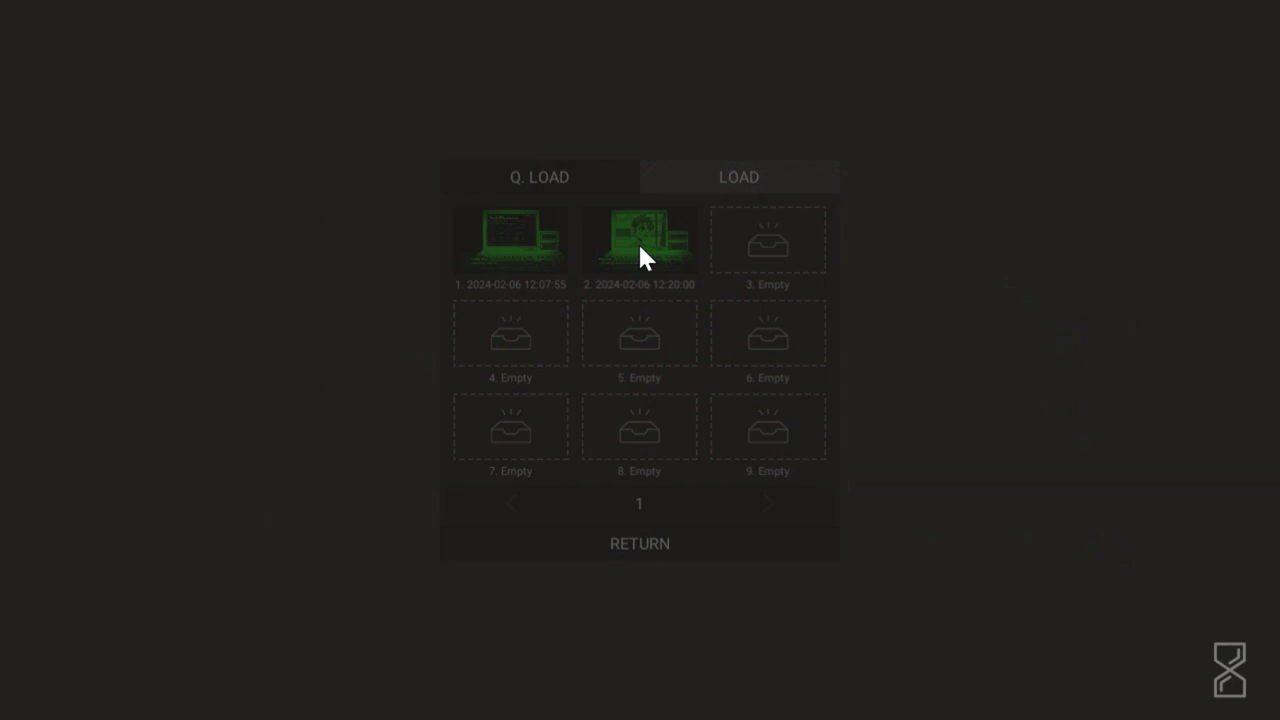 Q. LOAD LOAD
1. 2024-02-06 12:07:55 2. 2024-02-06 12:20:00 3. Empty
4. Empty 5. Empty 6. Empty
7. Empty 8. Empty 9. Empty
1
RETURN